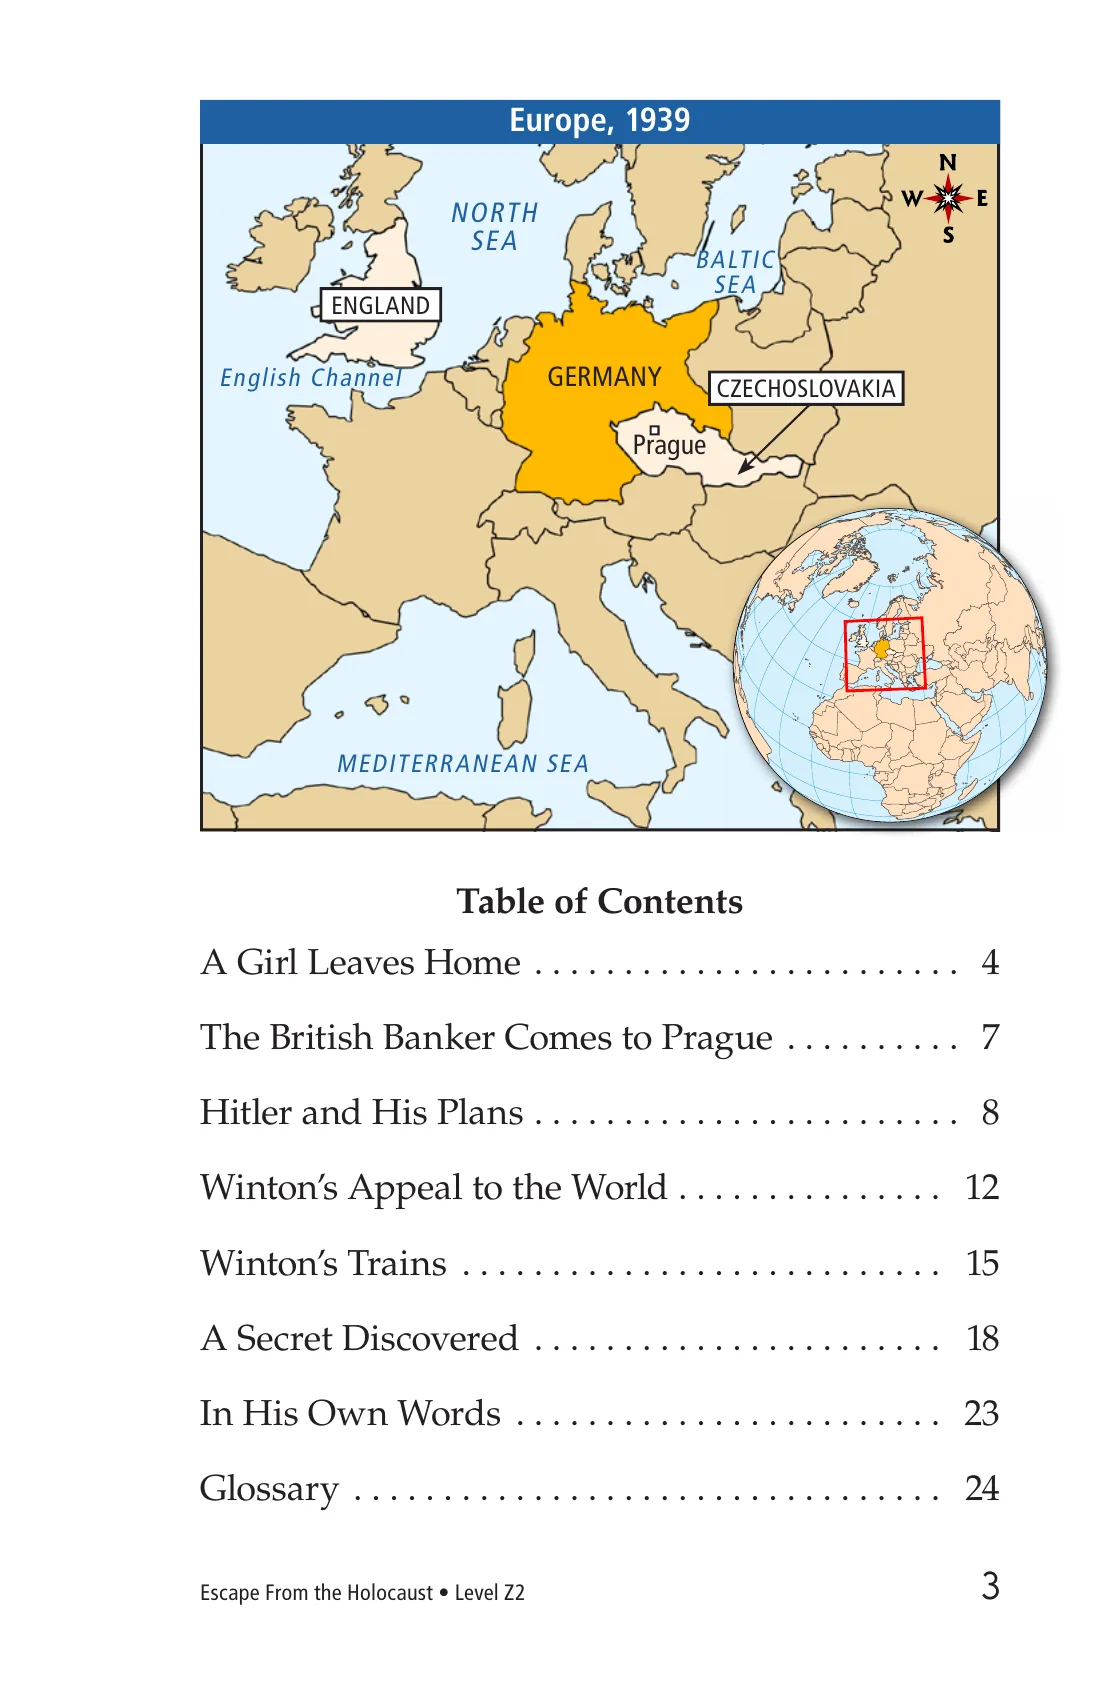 Europe, 1939
N
W E
S
NORTH
SEA
BALTIC
SEA
ENGLAND
English Channel
GERMANY
CZECHOSLOVAKIA
Prague
MEDITERRANEAN SEA
Table of Contents
A Girl Leaves Home . . . . . . . . . . . . . . . . . . . . . . . . 4
The British Banker Comes to Prague . . . . . . . . . . 7
Hitler and His Plans . . . . . . . . . . . . . . . . . . . . . . . . 8
Winton’s Appeal to the World . . . . . . . . . . . . . . . 12
Winton’s Trains . . . . . . . . . . . . . . . . . . . . . . . . . . . 15
A Secret Discovered . . . . . . . . . . . . . . . . . . . . . . . 18
In His Own Words . . . . . . . . . . . . . . . . . . . . . . . . 23
Glossary . . . . . . . . . . . . . . . . . . . . . . . . . . . . . . . . . 24
Escape From the Holocaust • Level Z2
3